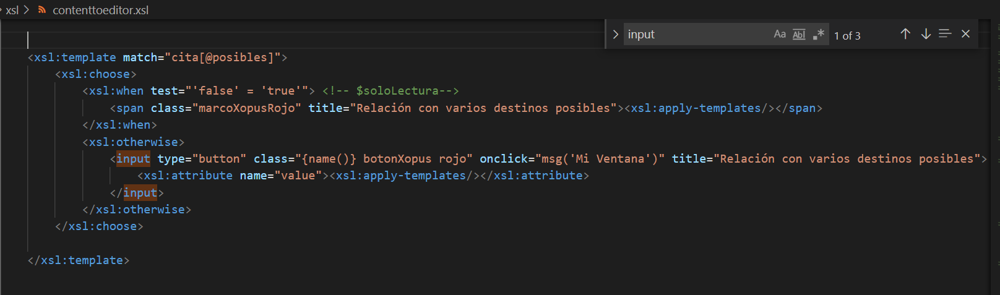 xsl > contenttoeditor.xsl
input Aa Abl .* 1 of 3
<xsl:template match="cita[@posibles]">
<xsl:choose>
<xsl:when test="'false' = 'true'"> <!-- $soloLectura-->
<span class="marcoXopusRojo" title="Relación con varios destinos posibles"><xsl:apply-templates/></span>
</xsl:when>
<xsl:otherwise>
<input type="button" class="{name()} botonXopus rojo" onclick="msg('Mi Ventana')" title="Relación con varios destinos posibles">
<xsl:attribute name="value"><xsl:apply-templates/></xsl:attribute>
</input>
</xsl:otherwise>
</xsl:choose>
</xsl:template>